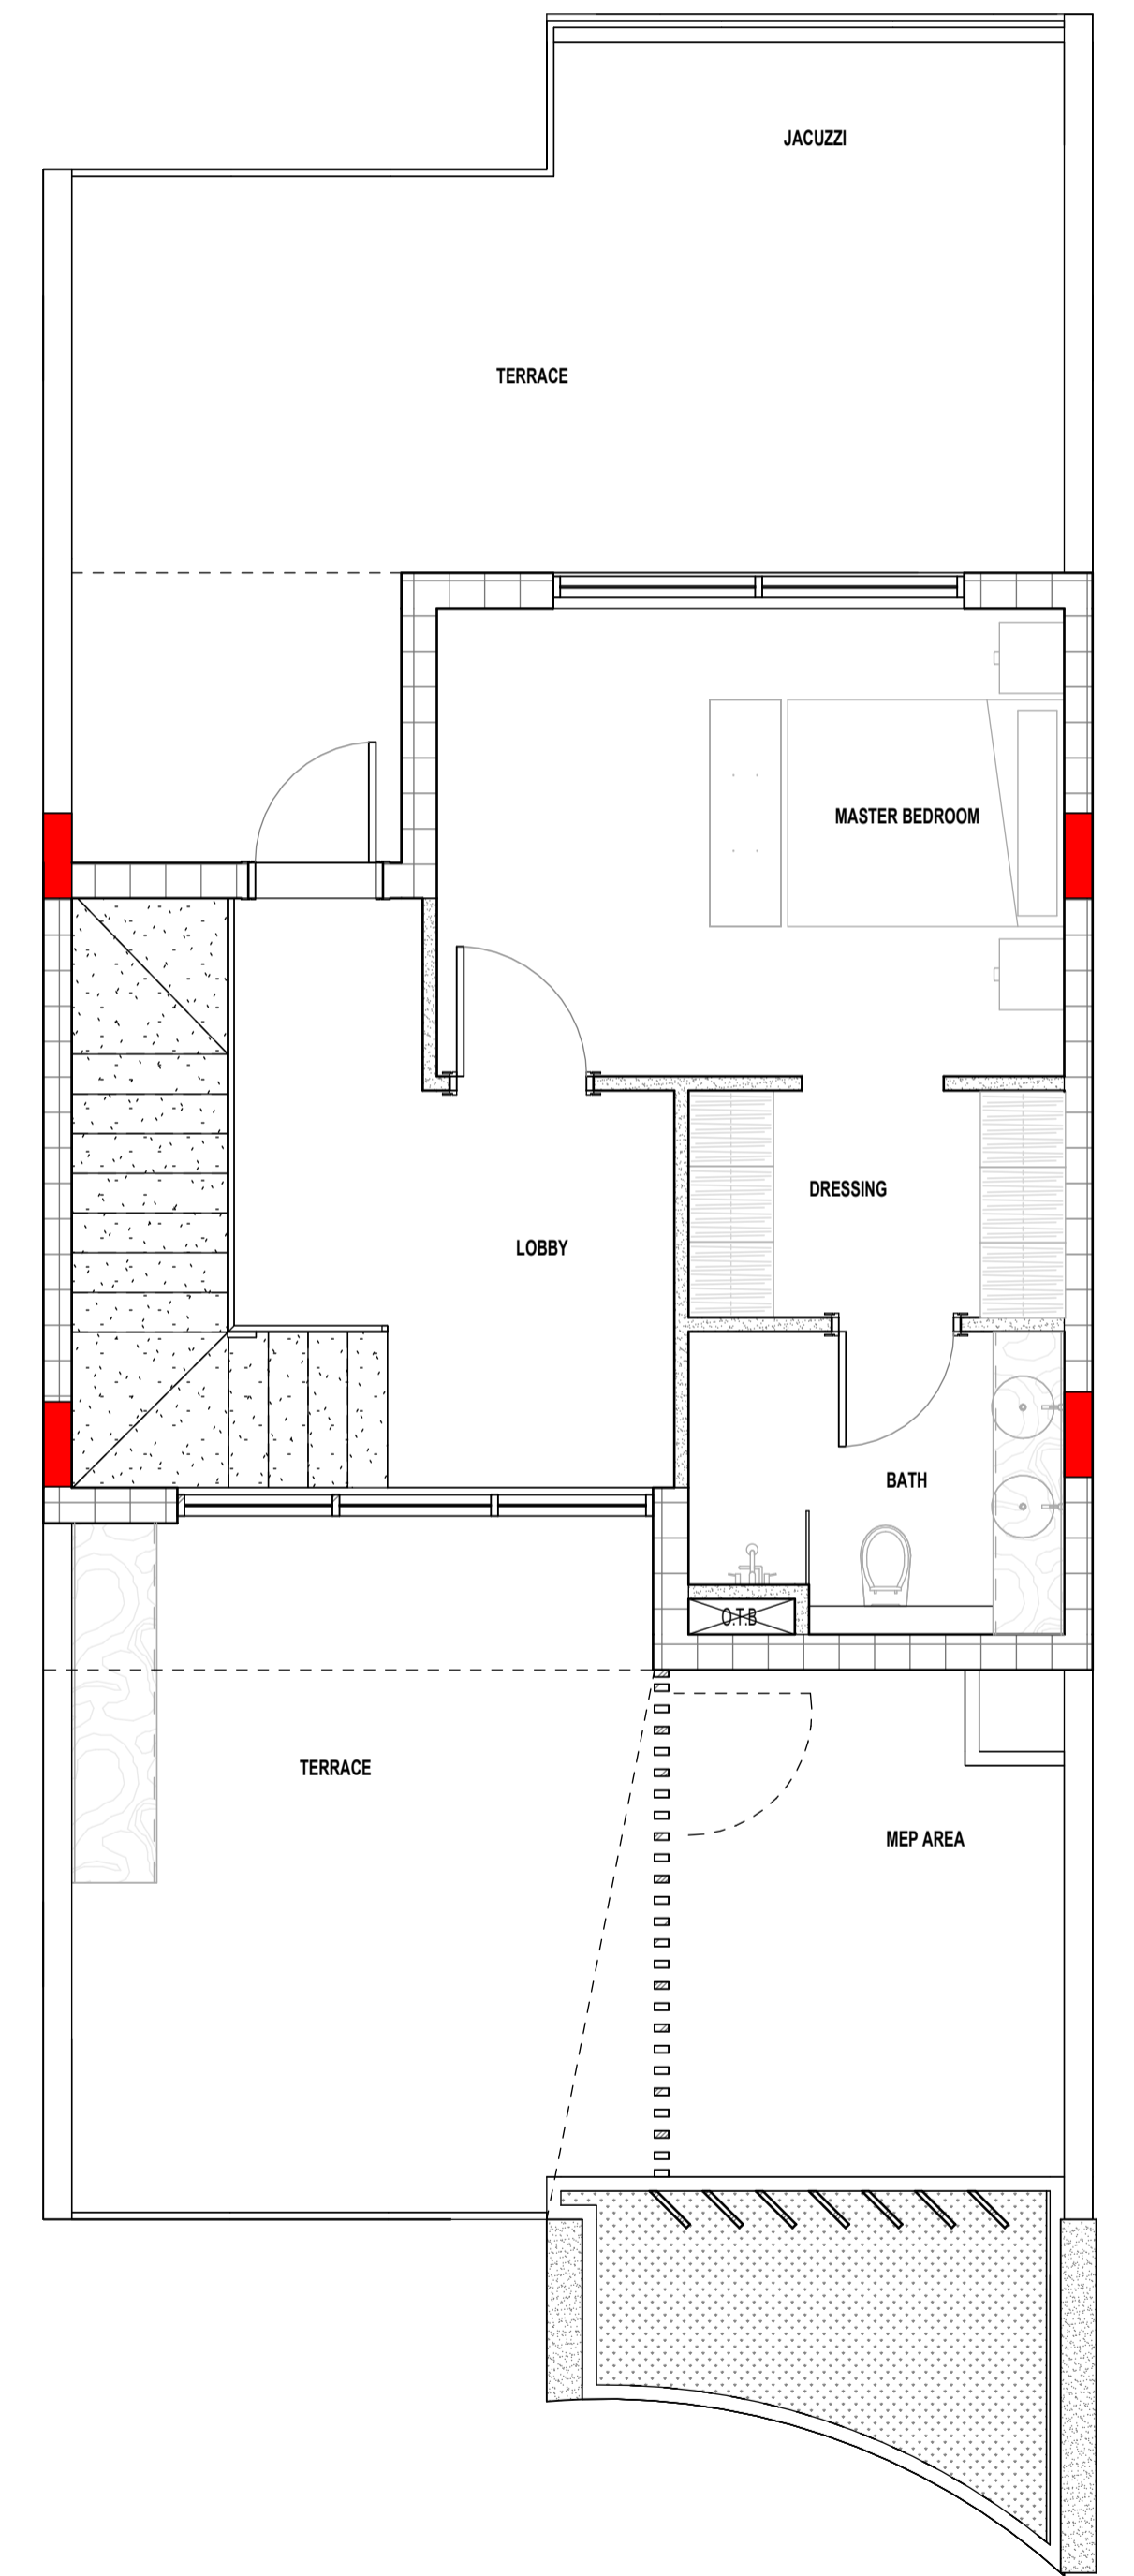 JACUZZI
TERRACE
MASTER BEDROOM
DRESSING
LOBBY
BATH
O.T.B
TERRACE
MEP AREA